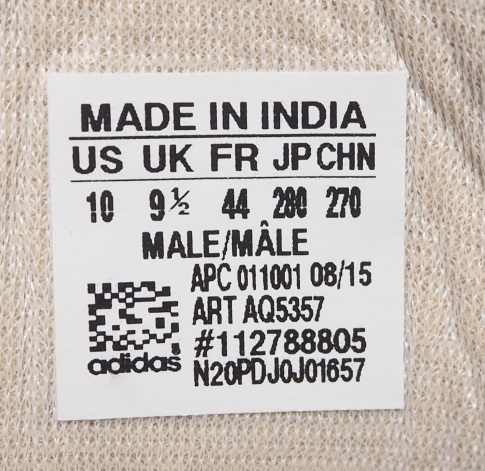 MADE IN INDIA
US UK FR JP CHN
10 9½ 44 280 270
MALE/MÂLE
APC 011001 08/15
ART AQ5357
#112788805
N20PDJ0J01657
adidas